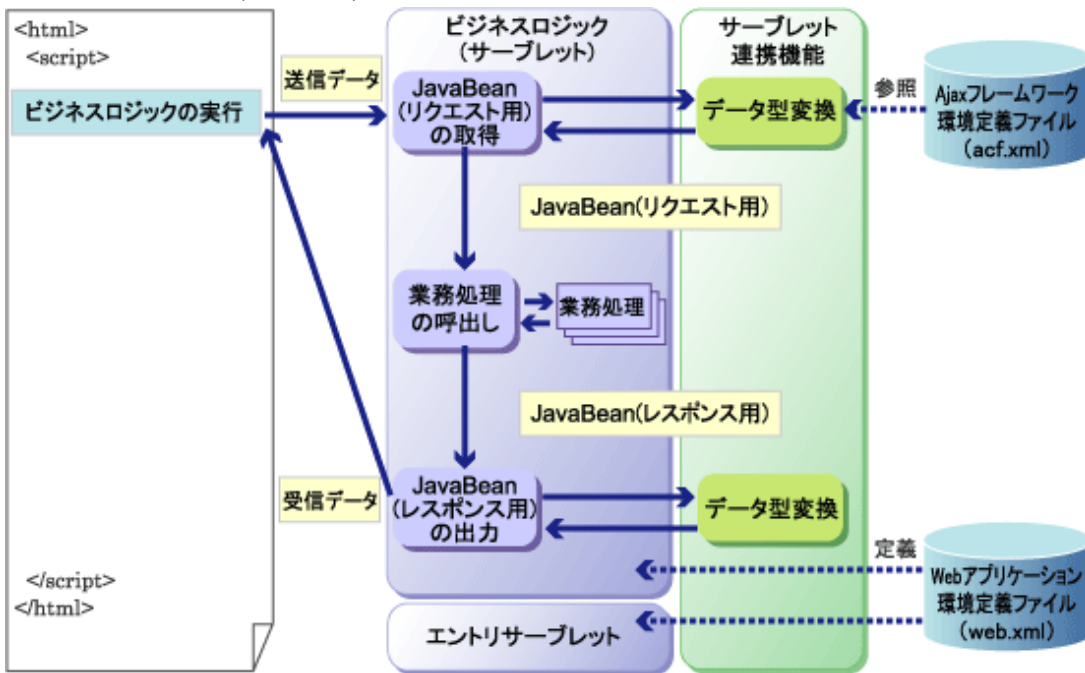 <html>
<script>
ビジネスロジックの実行
</script>
</html>
送信データ
受信データ
ビジネスロジック
(サーブレット)
JavaBean
(リクエスト用)
の取得
JavaBean(リクエスト用)
業務処理
の呼出し
業務処理
JavaBean(レスポンス用)
JavaBean
(レスポンス用)
の出力
エントリサーブレット
サーブレット
連携機能
データ型変換
データ型変換
参照
Ajaxフレームワーク
環境定義ファイル
(acf.xml)
定義
Webアプリケーション
環境定義ファイル
(web.xml)